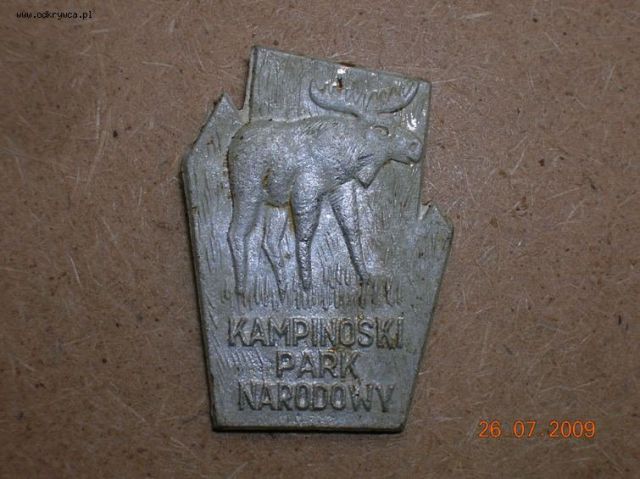 www.odkrywca.pl
KAMPINOSKI
PARK
NARODOWY
26 07 2009